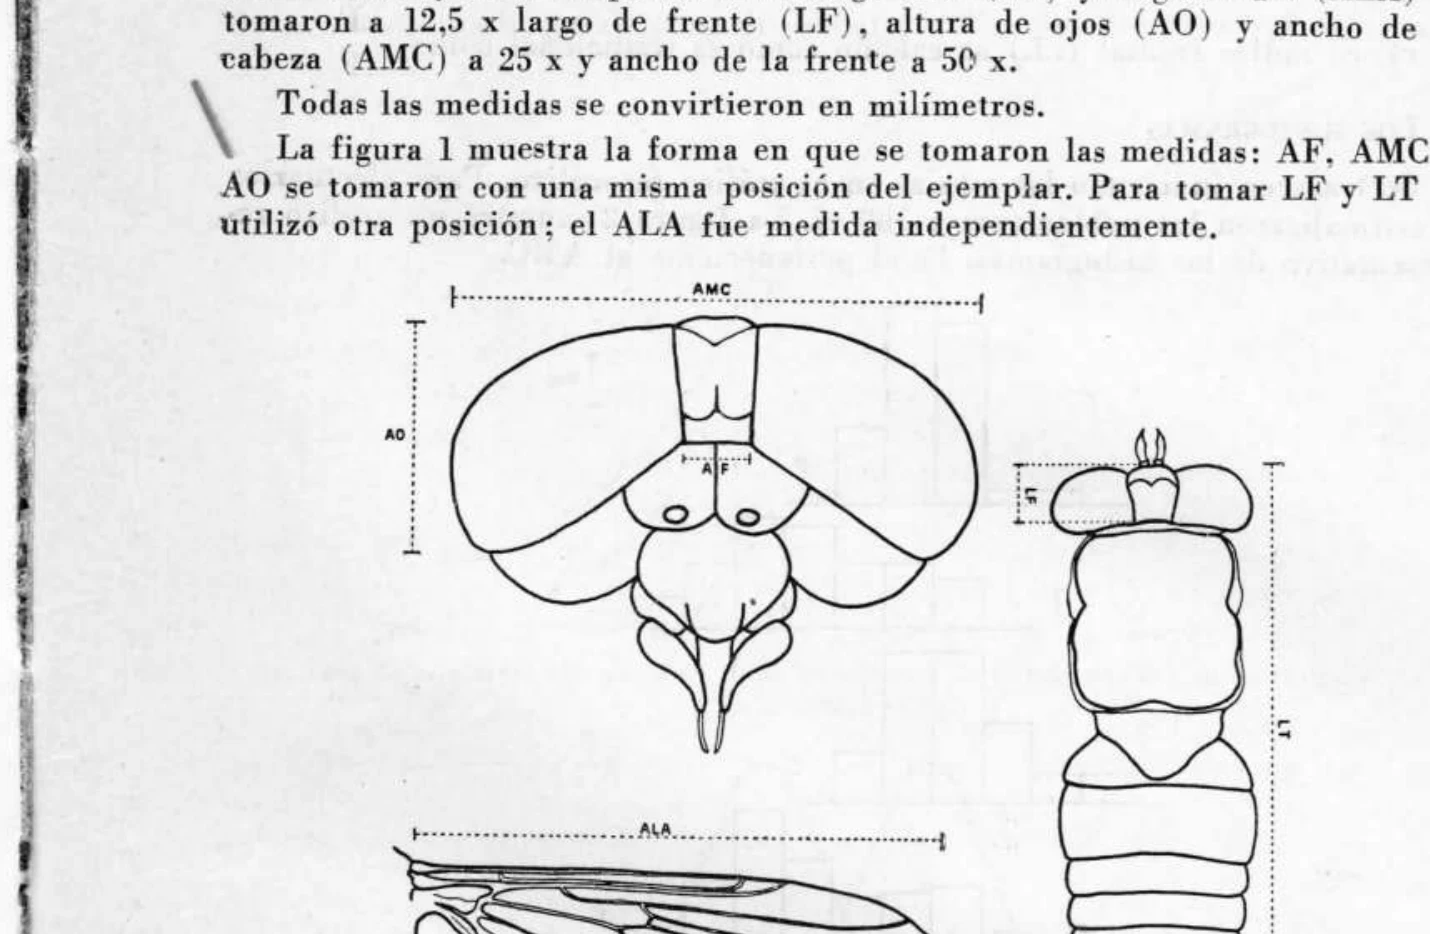 tomaron a 12,5 x largo de frente (LF), altura de ojos (AO) y ancho de
cabeza (AMC) a 25 x y ancho de la frente a 50 x.
Todas las medidas se convirtieron en milímetros.
La figura 1 muestra la forma en que se tomaron las medidas: AF, AMC
AO se tomaron con una misma posición del ejemplar. Para tomar LF y LT
utilizó otra posición; el ALA fue medida independientemente.
AMC
AO
AF
LF
LT
ALA